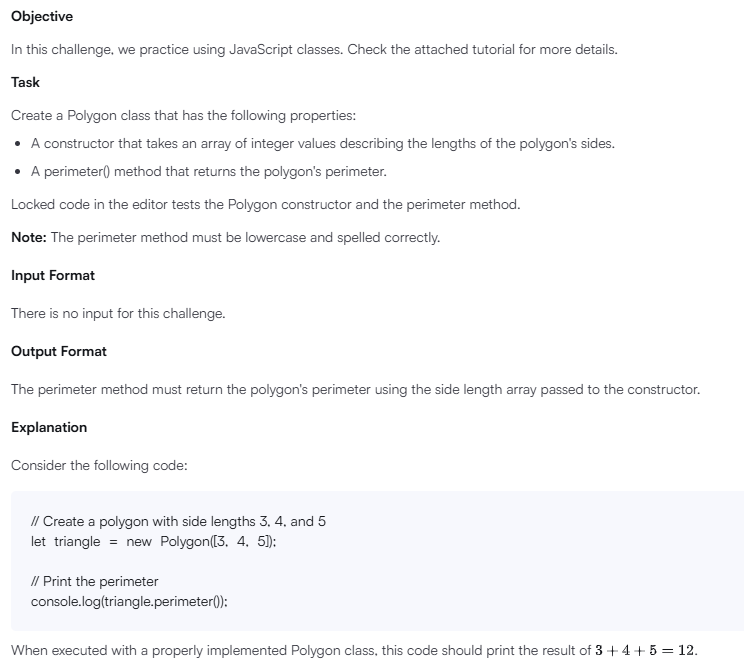 Objective
In this challenge, we practice using JavaScript classes. Check the attached tutorial for more details.
Task
Create a Polygon class that has the following properties:
• A constructor that takes an array of integer values describing the lengths of the polygon's sides.
• A perimeter() method that returns the polygon's perimeter.
Locked code in the editor tests the Polygon constructor and the perimeter method.
Note: The perimeter method must be lowercase and spelled correctly.
Input Format
There is no input for this challenge.
Output Format
The perimeter method must return the polygon's perimeter using the side length array passed to the constructor.
Explanation
Consider the following code:
// Create a polygon with side lengths 3, 4, and 5
let triangle = new Polygon([3, 4, 5]);
// Print the perimeter
console.log(triangle.perimeter());
When executed with a properly implemented Polygon class, this code should print the result of 3 + 4 + 5 = 12.